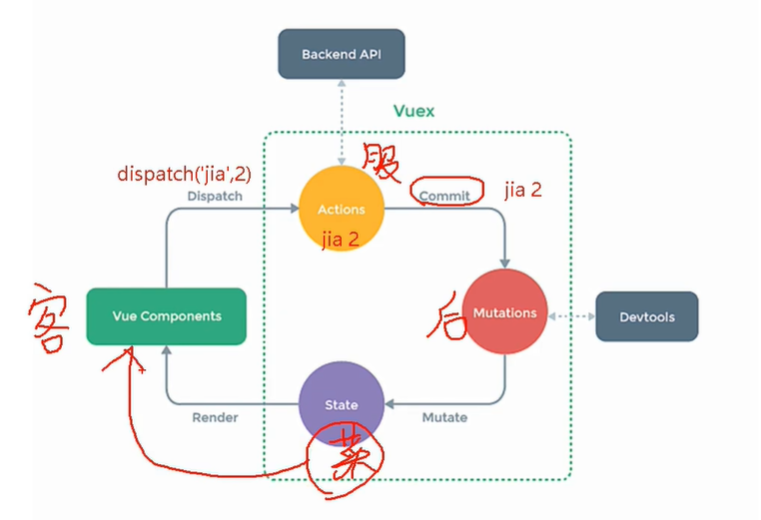 Backend API
Vuex
dispatch('jia',2)
Dispatch
服
Commit
jia 2
Actions
jia 2
客
Vue Components
后
Mutations
Devtools
State
Render
Mutate
菜